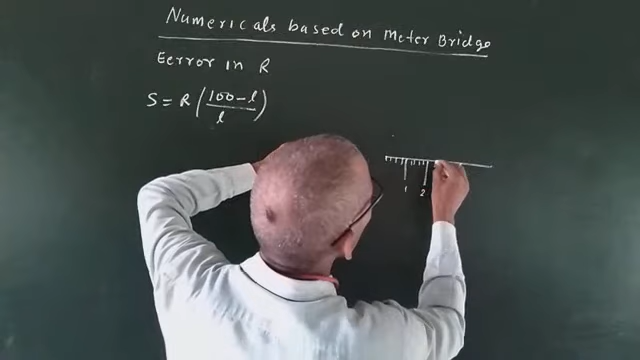 Numericals based on Meter Bridge
Eerror in R
S = R (100 - l / l)
1 2